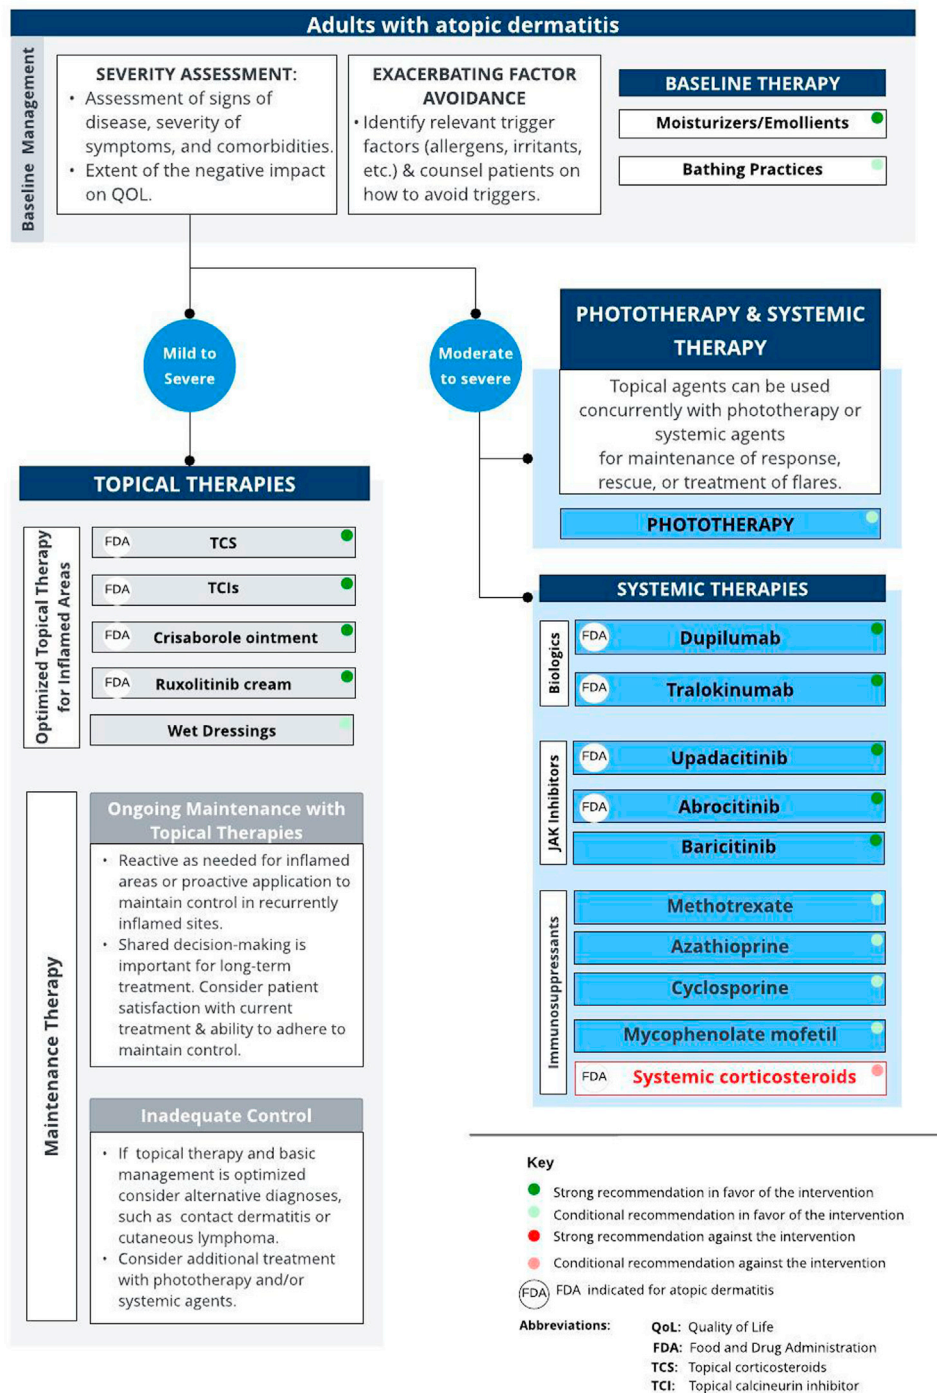 Adults with atopic dermatitis
Baseline Management
SEVERITY ASSESSMENT:
• Assessment of signs of
disease, severity of
symptoms, and comorbidities.
• Extent of the negative impact
on QOL.
EXACERBATING FACTOR
AVOIDANCE
• Identify relevant trigger
factors (allergens, irritants,
etc.) & counsel patients on
how to avoid triggers.
BASELINE THERAPY
Moisturizers/Emollients
Bathing Practices
Mild to
Severe
Moderate
to severe
TOPICAL THERAPIES
Optimized Topical Therapy
for Inflamed Areas
FDA TCS
FDA TCIs
FDA Crisaborole ointment
FDA Ruxolitinib cream
Wet Dressings
Maintenance Therapy
Ongoing Maintenance with
Topical Therapies
• Reactive as needed for inflamed
areas or proactive application to
maintain control in recurrently
inflamed sites.
• Shared decision-making is
important for long-term
treatment. Consider patient
satisfaction with current
treatment & ability to adhere to
maintain control.
Inadequate Control
• If topical therapy and basic
management is optimized
consider alternative diagnoses,
such as contact dermatitis or
cutaneous lymphoma.
• Consider additional treatment
with phototherapy and/or
systemic agents.
PHOTOTHERAPY & SYSTEMIC
THERAPY
Topical agents can be used
concurrently with phototherapy or
systemic agents
for maintenance of response,
rescue, or treatment of flares.
PHOTOTHERAPY
SYSTEMIC THERAPIES
Biologics
FDA Dupilumab
FDA Tralokinumab
JAK Inhibitors
FDA Upadacitinib
FDA Abrocitinib
Baricitinib
Immunosuppressants
Methotrexate
Azathioprine
Cyclosporine
Mycophenolate mofetil
FDA Systemic corticosteroids
Key
Strong recommendation in favor of the intervention
Conditional recommendation in favor of the intervention
Strong recommendation against the intervention
Conditional recommendation against the intervention
FDA FDA indicated for atopic dermatitis
Abbreviations: QoL: Quality of Life
FDA: Food and Drug Administration
TCS: Topical corticosteroids
TCI: Topical calcineurin inhibitor